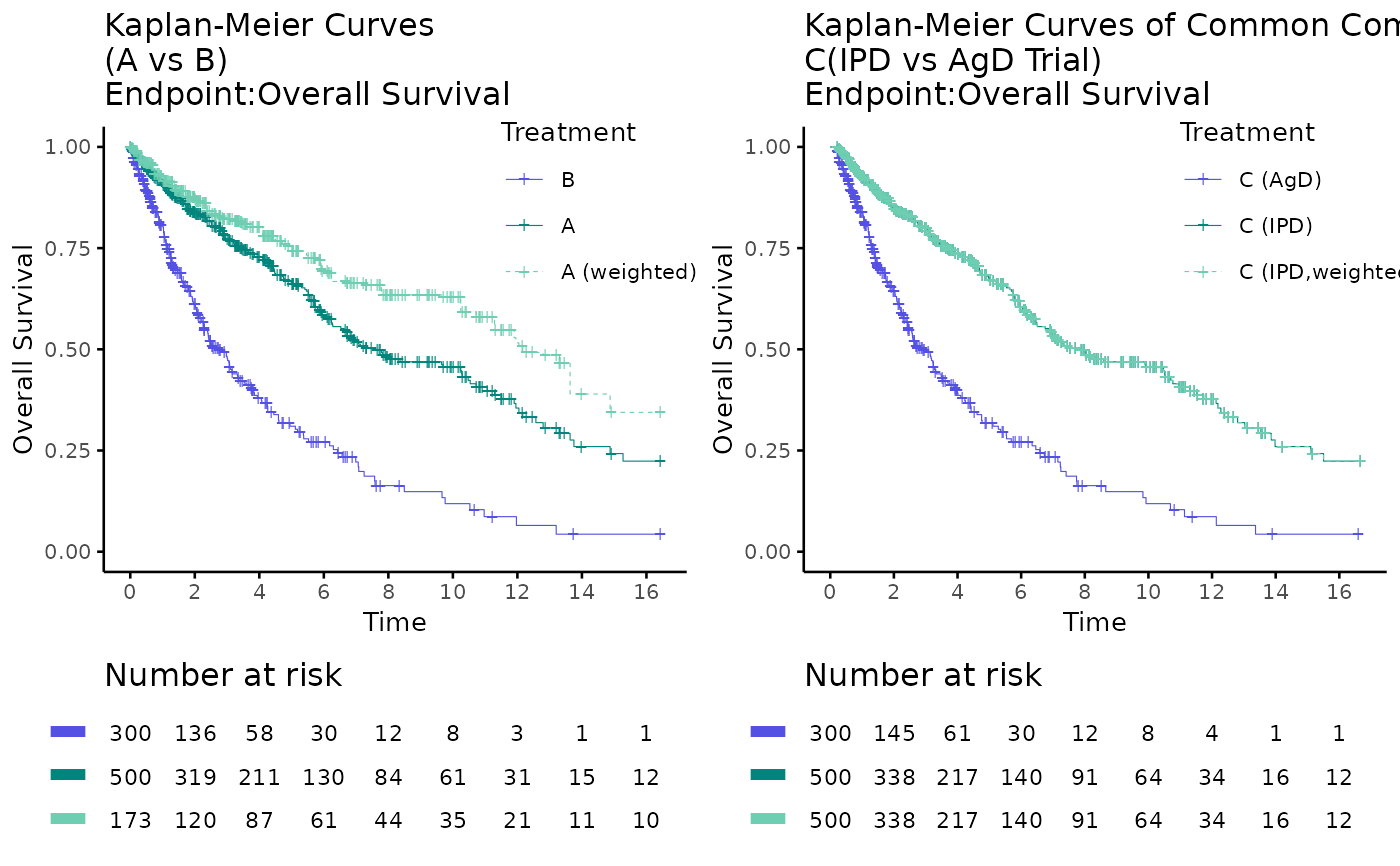 Kaplan-Meier Curves
(A vs B)
Endpoint:Overall Survival
Treatment
B
A
A (weighted)
1.00
0.75
0.50
0.25
0.00
Overall Survival
0 2 4 6 8 10 12 14 16
Time
Number at risk
300 136 58 30 12 8 3 1 1
500 319 211 130 84 61 31 15 12
173 120 87 61 44 35 21 11 10
Kaplan-Meier Curves of Common Com
C(IPD vs AgD Trial)
Endpoint:Overall Survival
Treatment
C (AgD)
C (IPD)
C (IPD,weighte
1.00
0.75
0.50
0.25
0.00
Overall Survival
0 2 4 6 8 10 12 14 16
Time
Number at risk
300 145 61 30 12 8 4 1 1
500 338 217 140 91 64 34 16 12
500 338 217 140 91 64 34 16 12